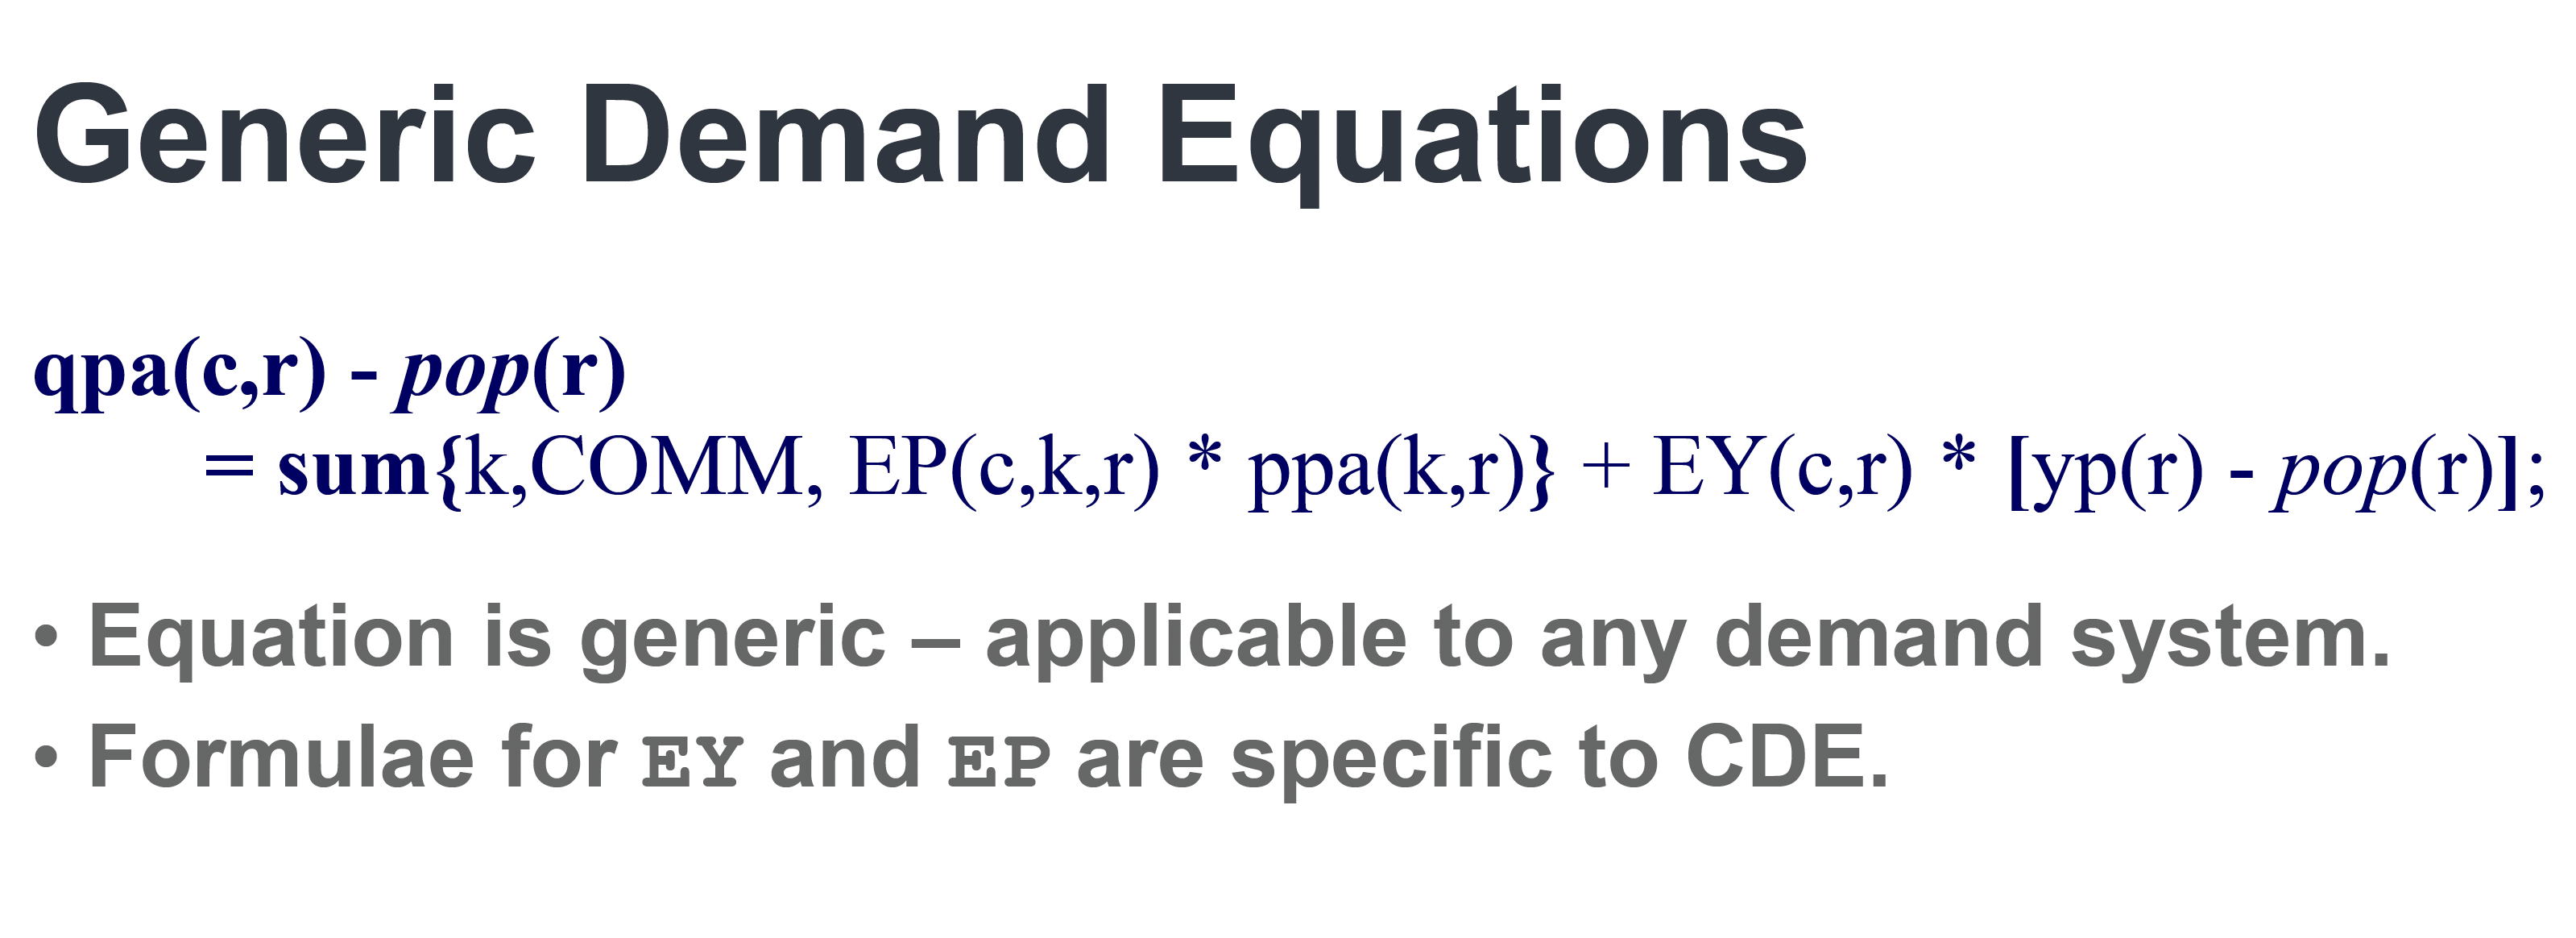 Generic Demand Equations
qpa(c,r) - pop(r)
= sum{k,COMM, EP(c,k,r) * ppa(k,r)} + EY(c,r) * [yp(r) - pop(r)];
• Equation is generic – applicable to any demand system.
• Formulae for EY and EP are specific to CDE.